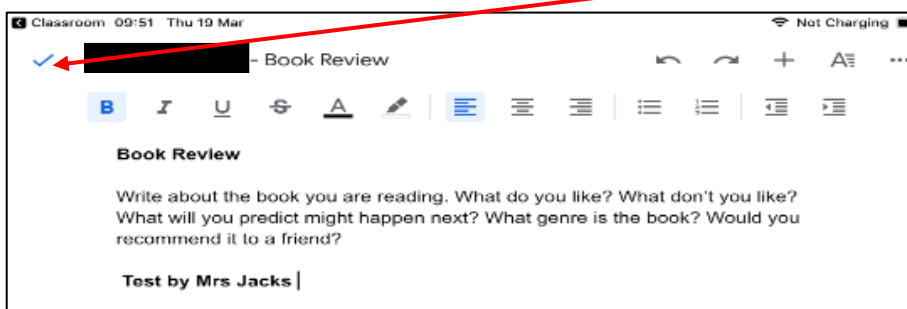 Classroom 09:51 Thu 19 Mar Not Charging
- Book Review
B I U S A
Book Review
Write about the book you are reading. What do you like? What don't you like?
What will you predict might happen next? What genre is the book? Would you
recommend it to a friend?
Test by Mrs Jacks